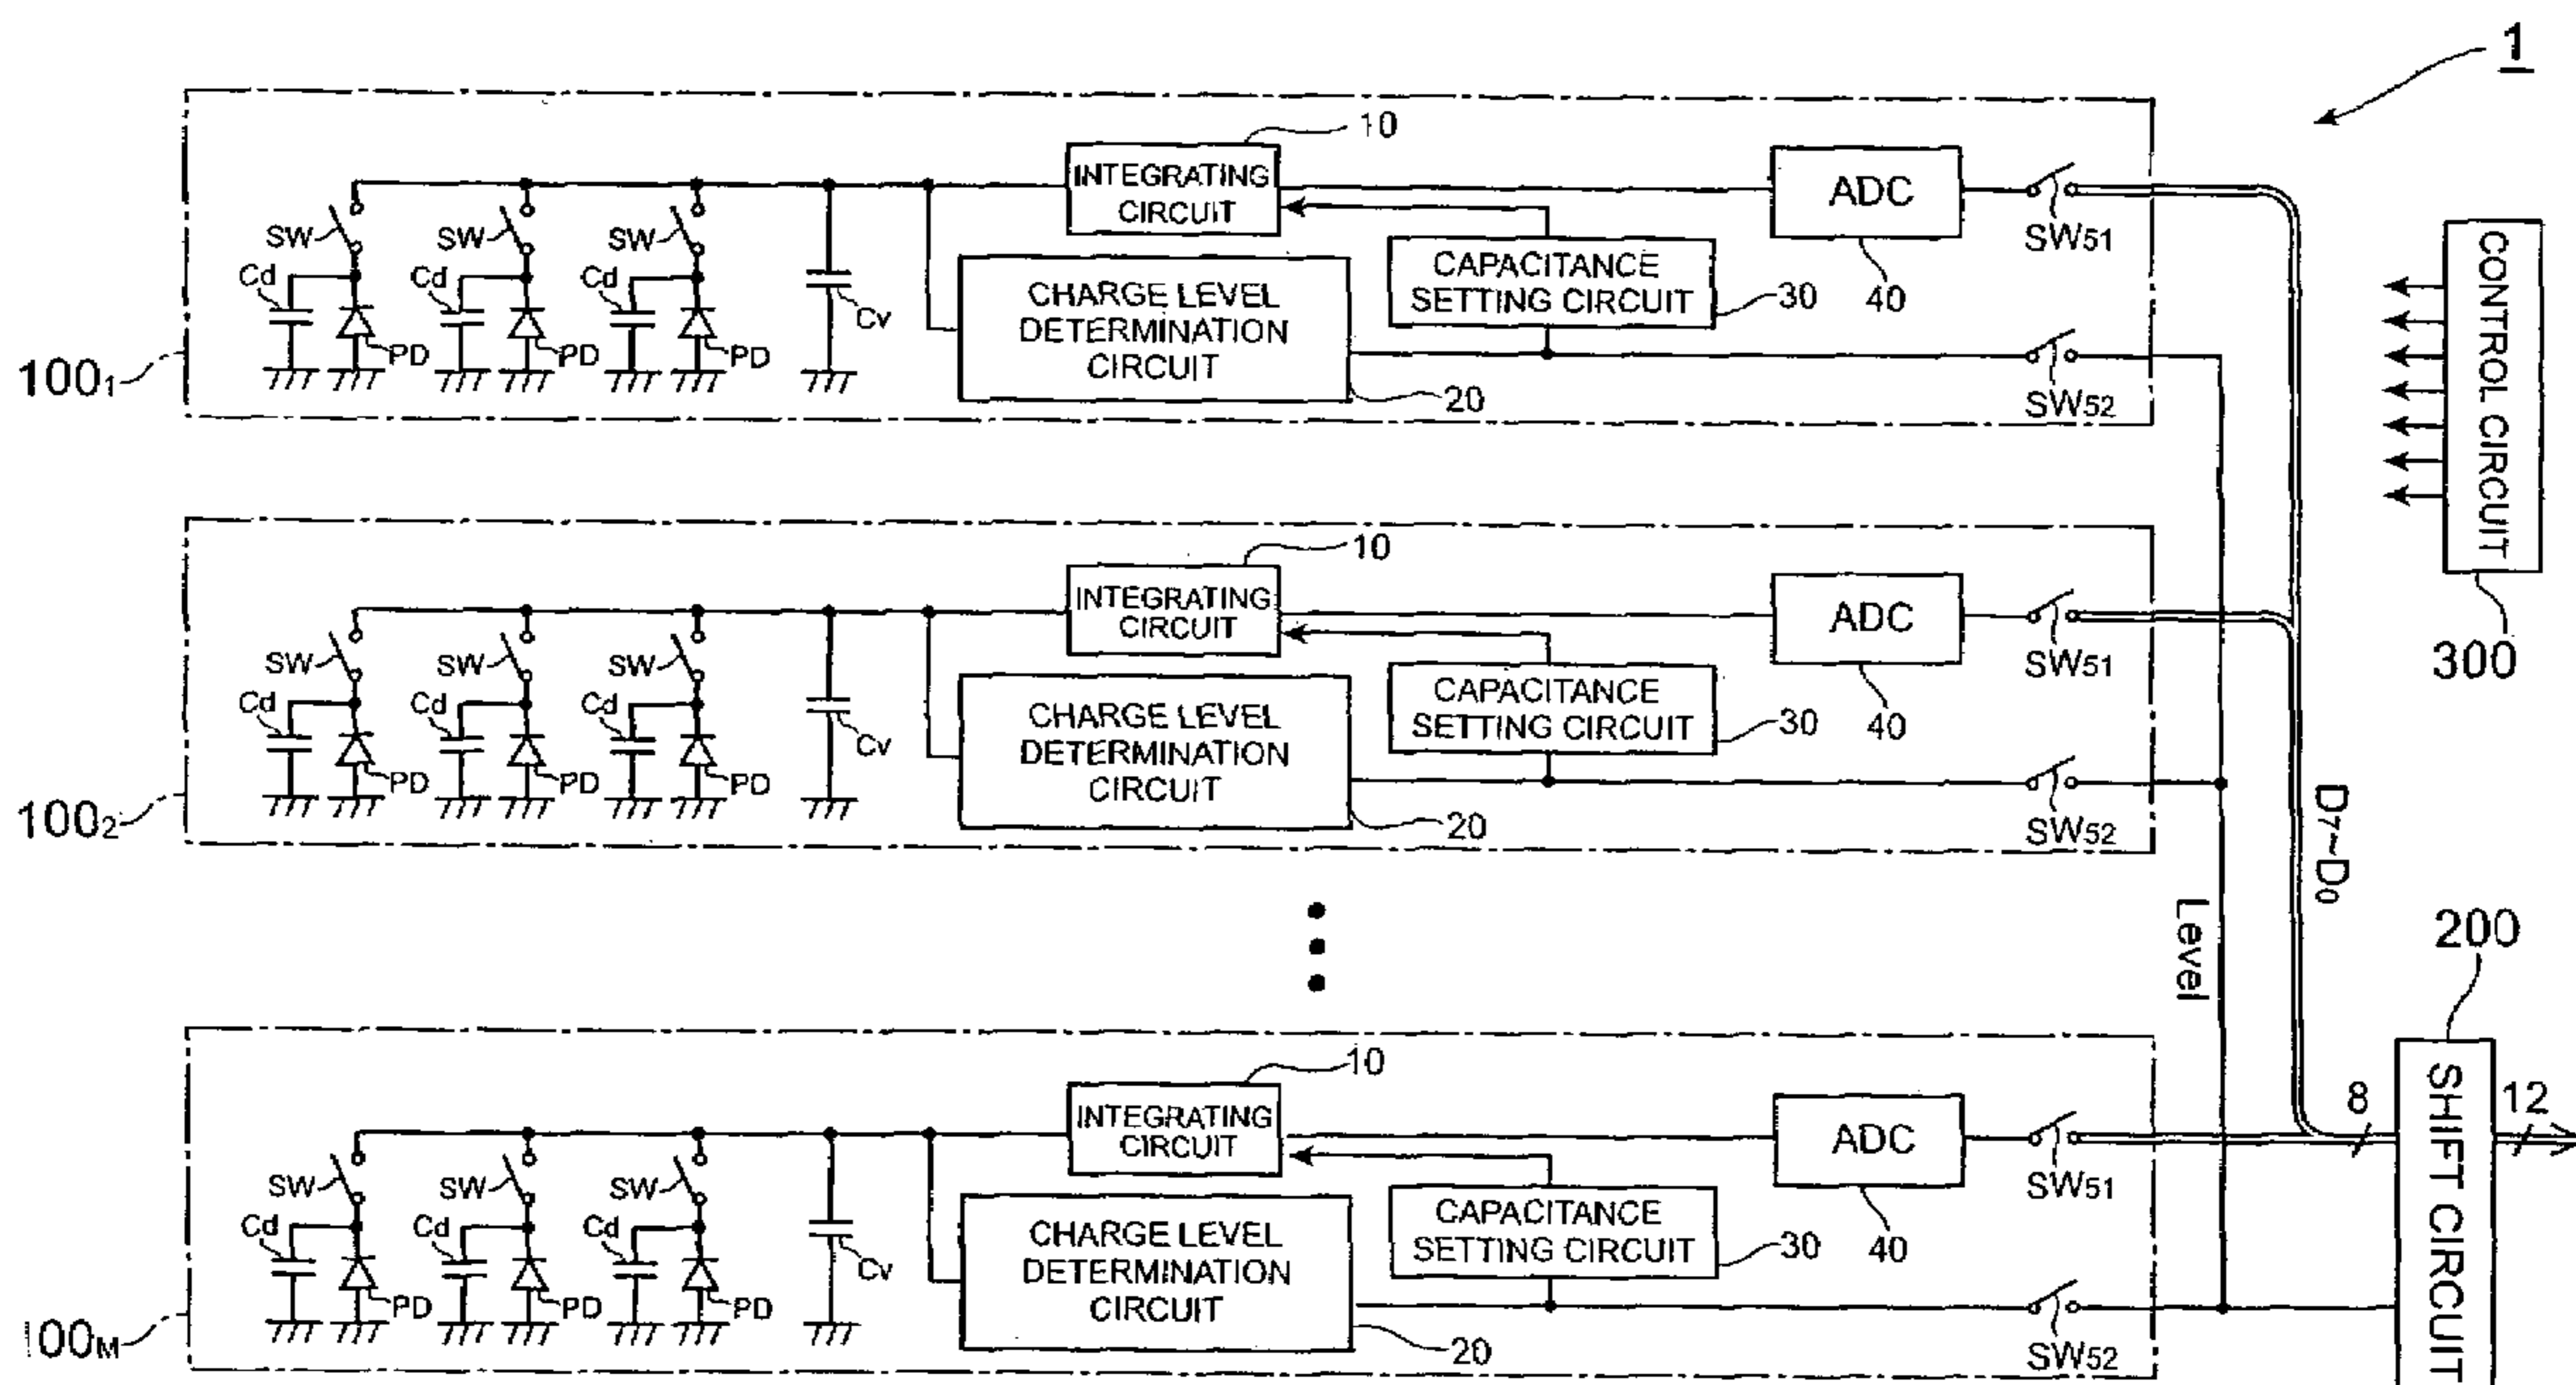 1
10
INTEGRATING
CIRCUIT
ADC
SW SW SW
SW51
CAPACITANCE
SETTING CIRCUIT
30
40
Cd Cd Cd
CHARGE LEVEL
DETERMINATION
CIRCUIT
Cv
PD PD PD
100₁
20
SW52
CONTROL CIRCUIT
300
10
INTEGRATING
CIRCUIT
ADC
SW SW SW
SW51
CAPACITANCE
SETTING CIRCUIT
30
40
Cd Cd Cd
CHARGE LEVEL
DETERMINATION
CIRCUIT
Cv
PD PD PD
100₂
20
SW52
D7~D0
Level
200
10
INTEGRATING
CIRCUIT
ADC
SW SW SW
SW51
8
SHIFT CIRCUIT
12
CAPACITANCE
SETTING CIRCUIT
30
40
Cd Cd Cd
CHARGE LEVEL
DETERMINATION
CIRCUIT
Cv
PD PD PD
100M
20
SW52